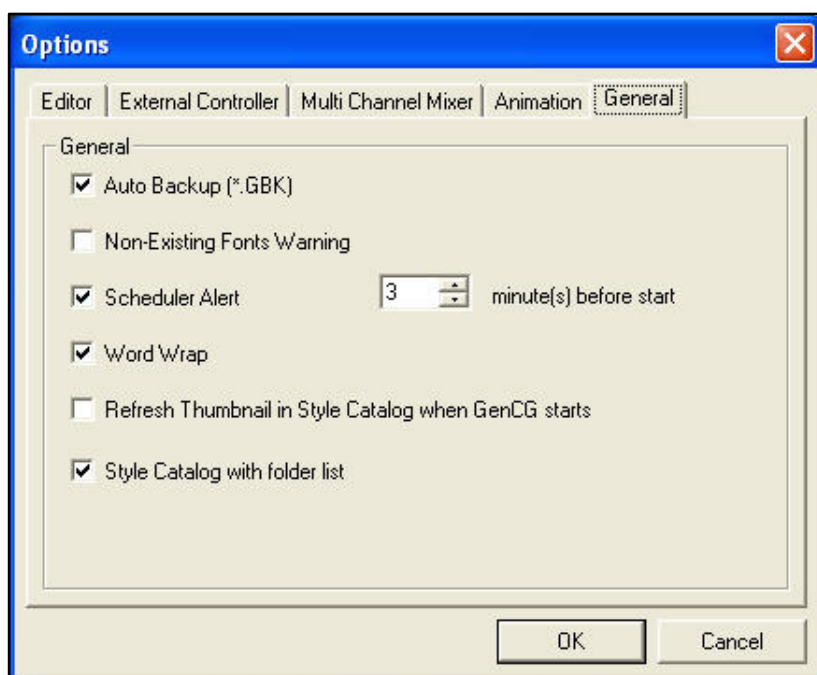 Options
Editor External Controller Multi Channel Mixer Animation General
General
Auto Backup (*.GBK)
Non-Existing Fonts Warning
Scheduler Alert 3 minute(s) before start
Word Wrap
Refresh Thumbnail in Style Catalog when GenCG starts
Style Catalog with folder list
OK Cancel